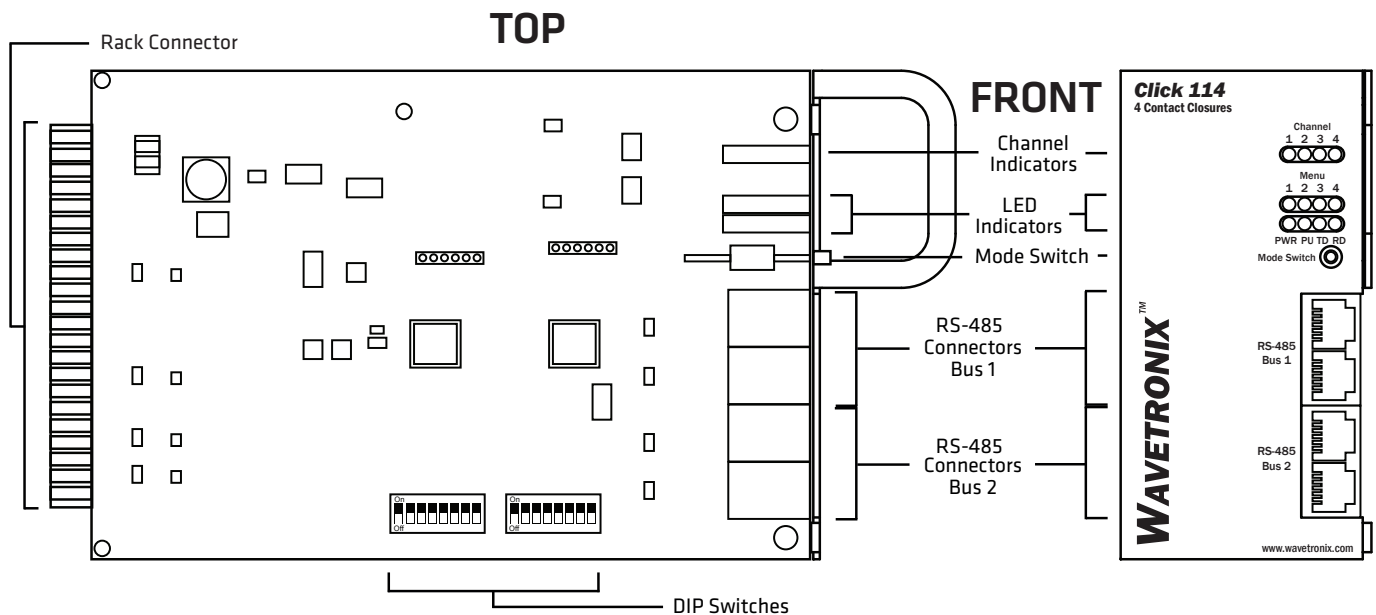 TOP
Rack Connector
FRONT
Channel
Indicators
LED
Indicators
Mode Switch
RS-485
Connectors
Bus 1
RS-485
Connectors
Bus 2
On
Off
On
Off
DIP Switches
Click 114
4 Contact Closures
Channel
1 2 3 4
Menu
1 2 3 4
PWR PU TD RD
Mode Switch
RS-485
Bus 1
RS-485
Bus 2
WAVETRONIX™
www.wavetronix.com